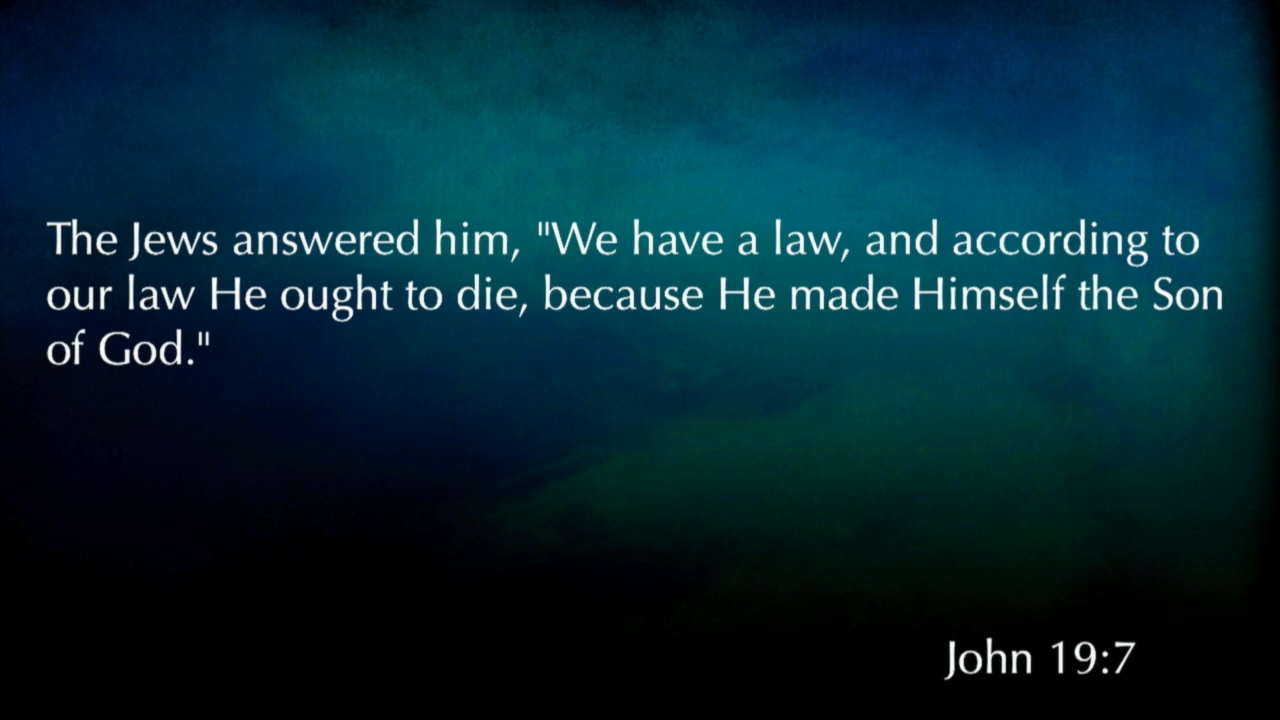 The Jews answered him, "We have a law, and according to
our law He ought to die, because He made Himself the Son
of God."
John 19:7